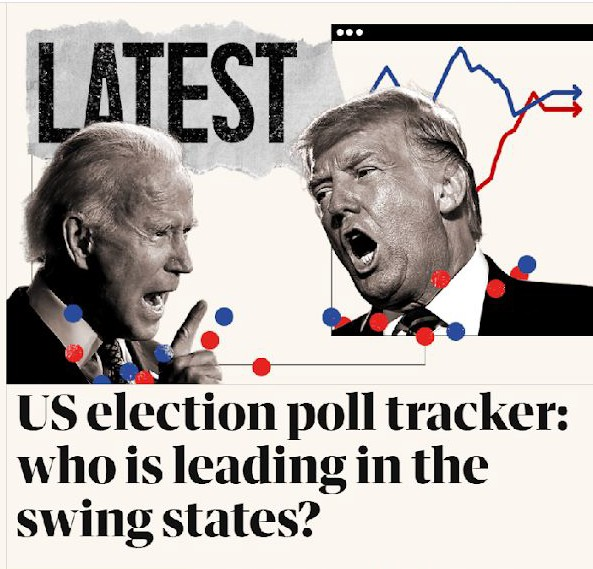 LATEST
US election poll tracker:
who is leading in the
swing states?